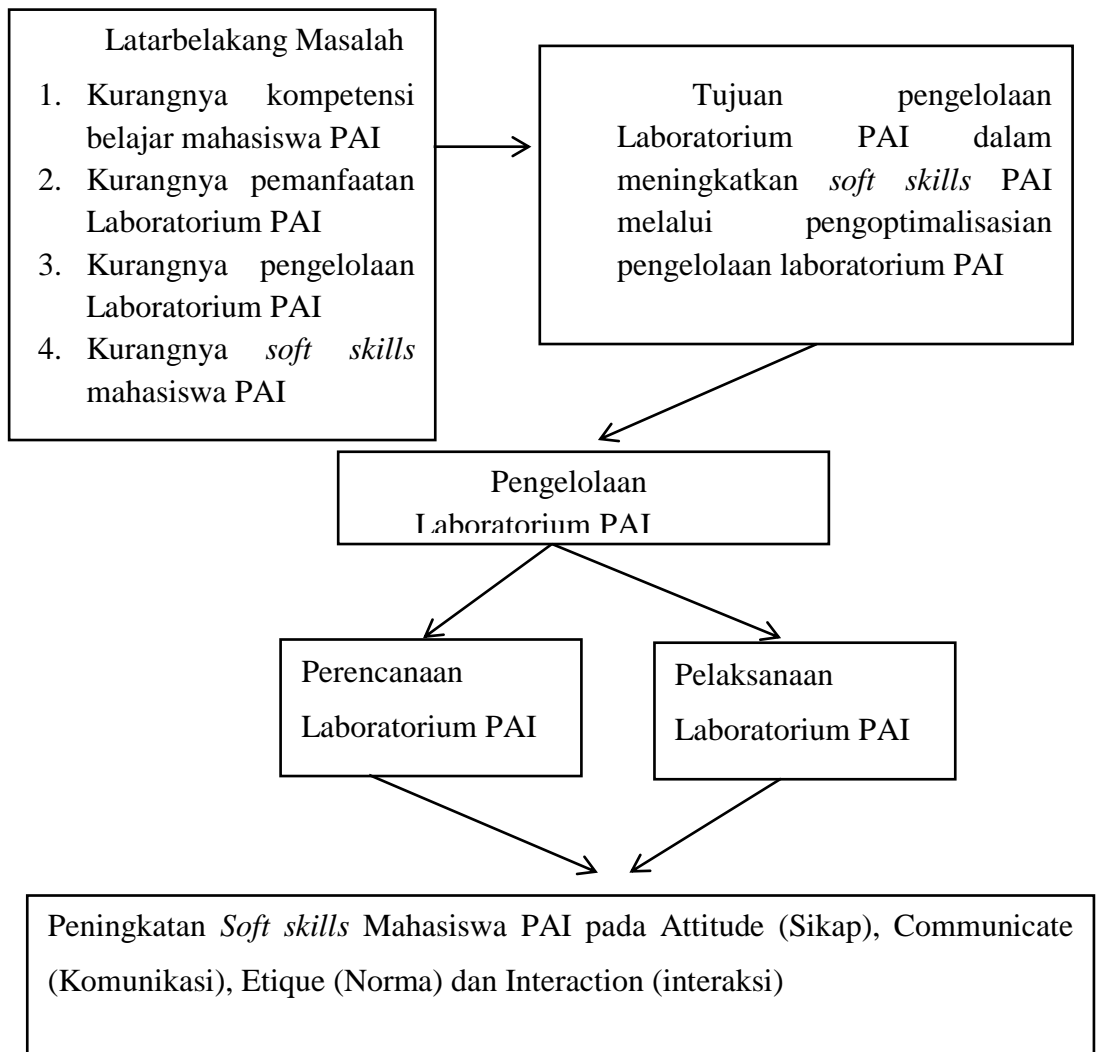 Latarbelakang Masalah
1. Kurangnya kompetensi
belajar mahasiswa PAI
2. Kurangnya pemanfaatan
Laboratorium PAI
3. Kurangnya pengelolaan
Laboratorium PAI
4. Kurangnya soft skills
mahasiswa PAI
Tujuan pengelolaan
Laboratorium PAI dalam
meningkatkan soft skills PAI
melalui pengoptimalisasian
pengelolaan laboratorium PAI
Pengelolaan
Laboratorium PAI
Perencanaan
Laboratorium PAI
Pelaksanaan
Laboratorium PAI
Peningkatan Soft skills Mahasiswa PAI pada Attitude (Sikap), Communicate
(Komunikasi), Etique (Norma) dan Interaction (interaksi)